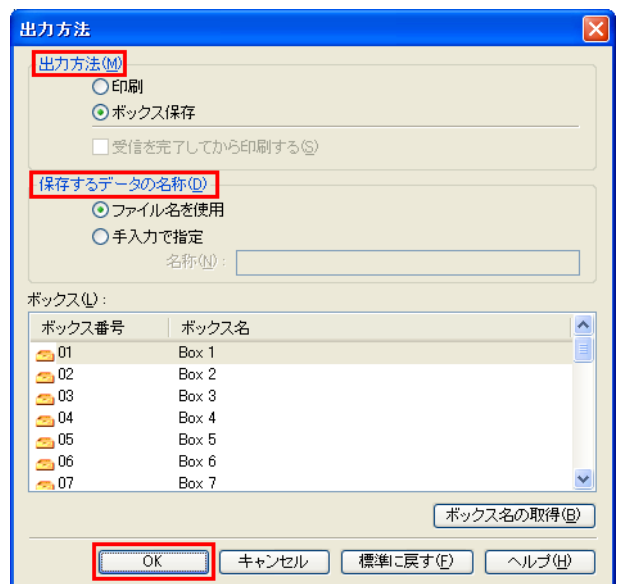 出力方法
出力方法(M)
印刷
ボックス保存
受信を完了してから印刷する(S)
保存するデータの名称(D)
ファイル名を使用
手入力で指定
名称(N):
ボックス(L):
ボックス番号 ボックス名
01 Box 1
02 Box 2
03 Box 3
04 Box 4
05 Box 5
06 Box 6
07 Box 7
ボックス名の取得(B)
OK キャンセル 標準に戻す(F) ヘルプ(H)